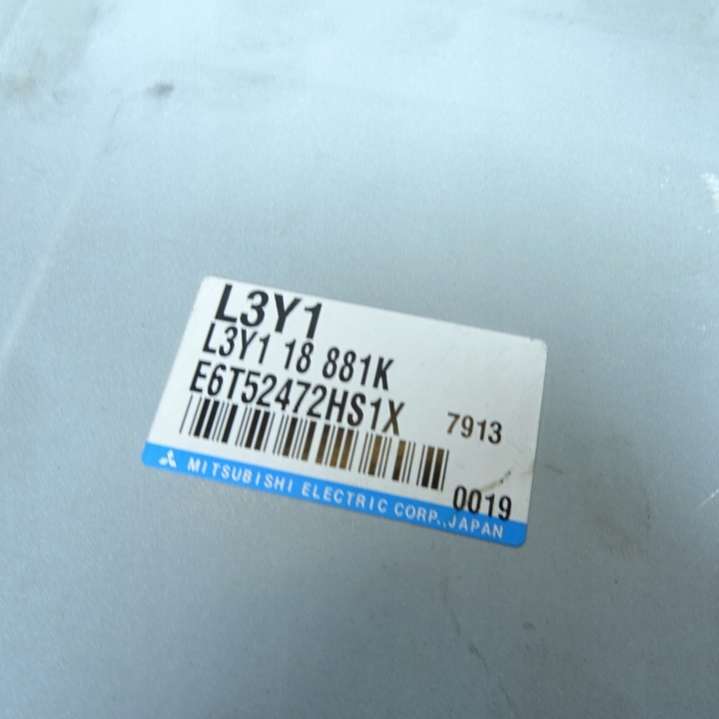 L3Y1
L3Y1 18 881K
E6T52472HS1X 7913
0019
MITSUBISHI ELECTRIC CORP.,JAPAN